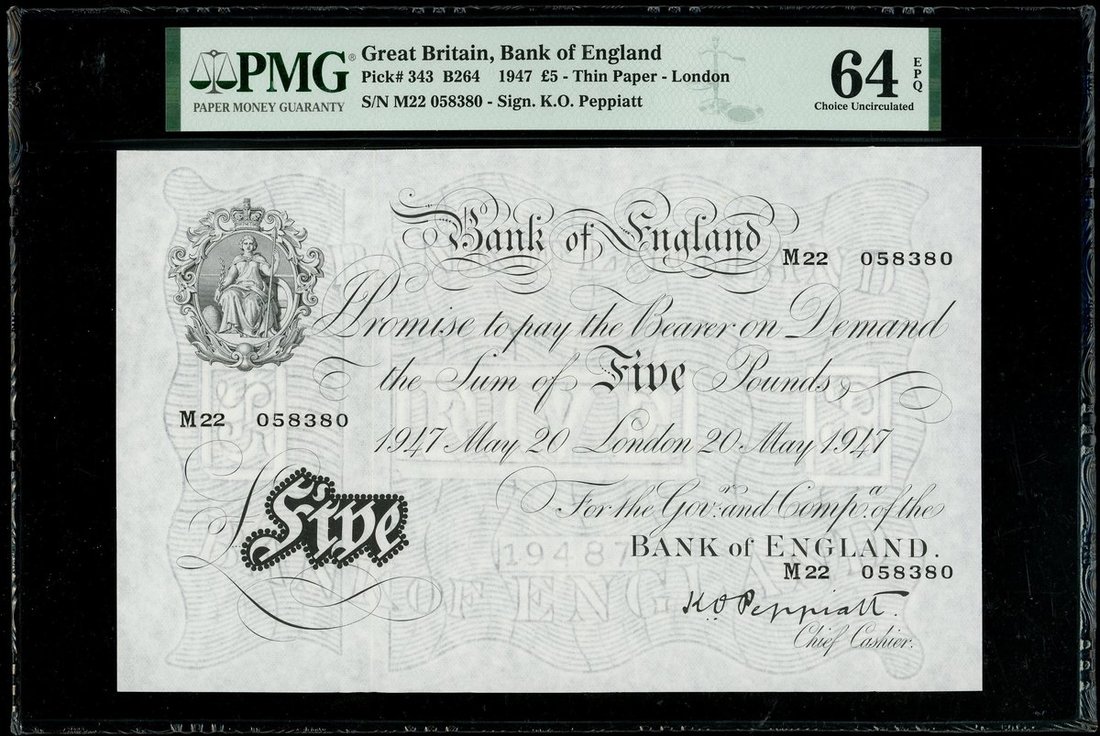 PMG®
PAPER MONEY GUARANTY
Great Britain, Bank of England
Pick# 343 B264 1947 £5 - Thin Paper - London
S/N M22 058380 - Sign. K.O. Peppiatt
64 EPQ
Choice Uncirculated
Bank of England
M22 058380
I Promise to pay the Bearer on Demand
the Sum of Five Pounds
M22 058380
1947 May 20 London 20 May 1947
£Five
For the Govr. and Compa. of the
BANK of ENGLAND.
M22 058380
19487
OF ENGLA
K.O. Peppiatt.
Chief Cashier.